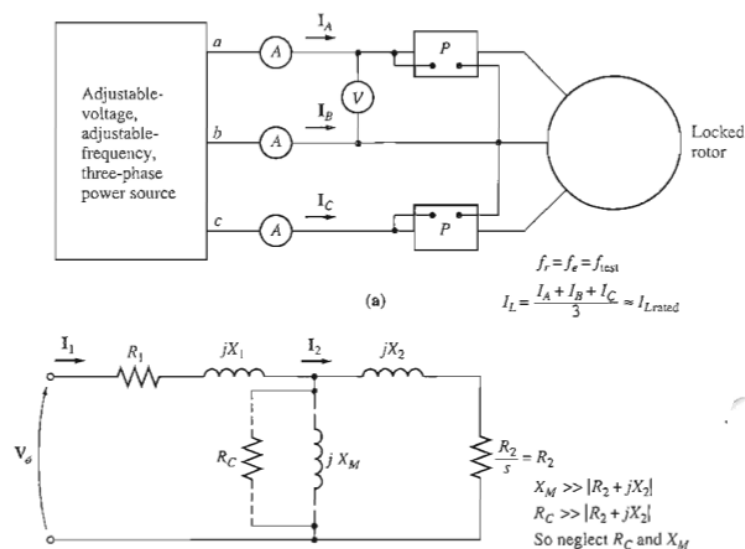 Adjustable-
voltage,
adjustable-
frequency,
three-phase
power source
a
b
c
A
A
A
I_A
I_B
I_C
V
P
P
Locked
rotor
f_r = f_e = f_test
I_L = (I_A + I_B + I_C)/3 ≈ I_L rated
(a)
I_1
R_1
jX_1
I_2
jX_2
V_ϕ
R_C
j X_M
R_2/s = R_2
X_M >> |R_2 + jX_2|
R_C >> |R_2 + jX_2|
So neglect R_C and X_M